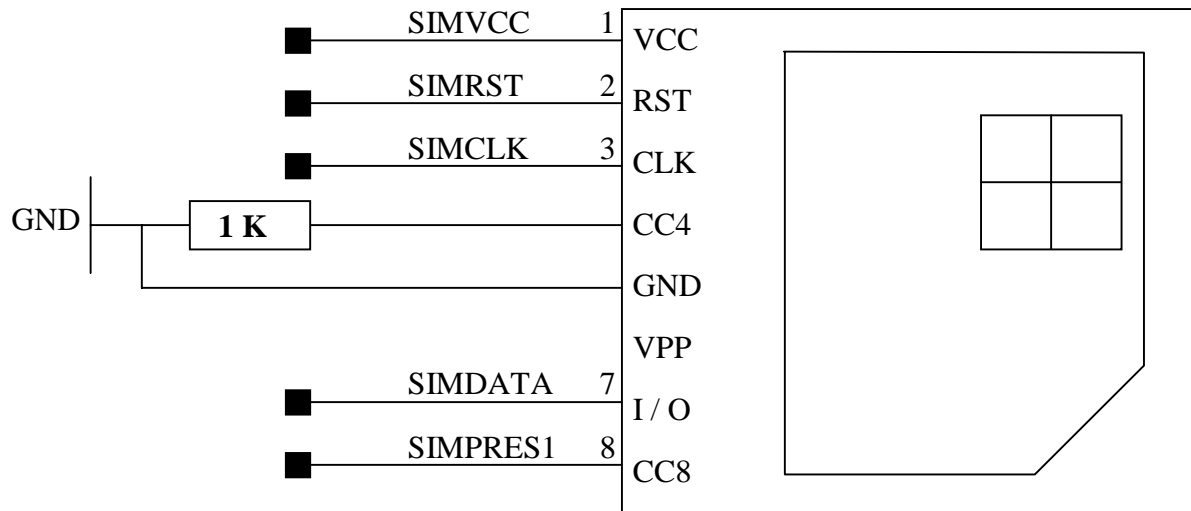 SIMVCC 1 VCC
SIMRST 2 RST
SIMCLK 3 CLK
GND 1 K CC4
GND
VPP
SIMDATA 7 I / O
SIMPRES1 8 CC8